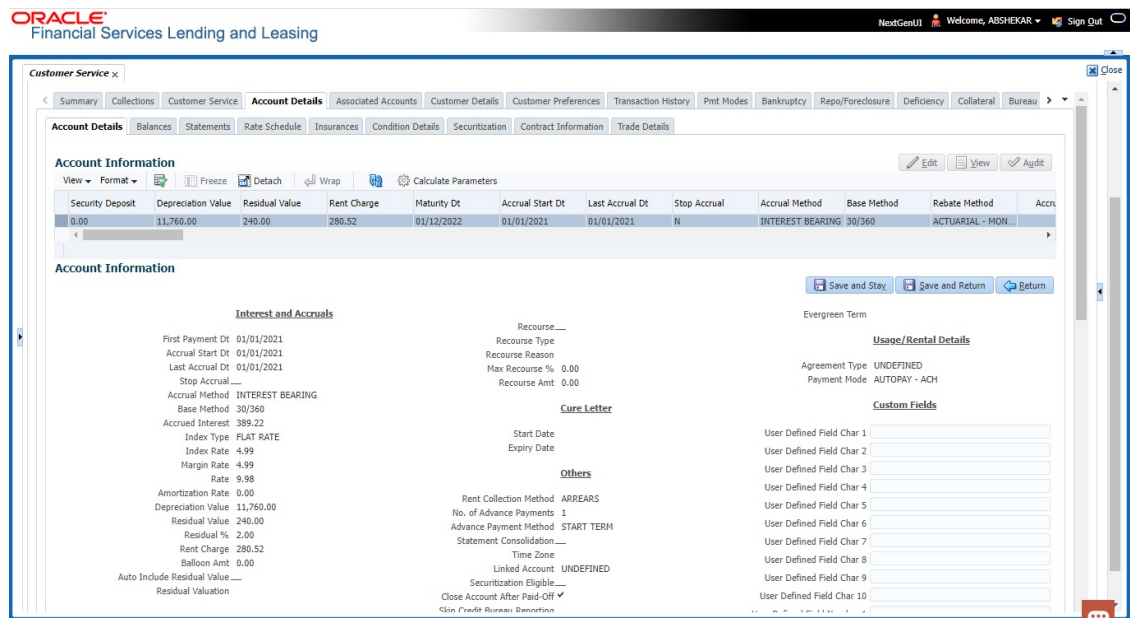 ORACLE®
Financial Services Lending and Leasing
NextGenUI Welcome, ABSHEKAR Sign Out
Customer Service ×
Close
Summary Collections Customer Service Account Details Associated Accounts Customer Details Customer Preferences Transaction History Pmt Modes Bankruptcy Repo/Foreclosure Deficiency Collateral Bureau
Account Details Balances Statements Rate Schedule Insurances Condition Details Securitization Contract Information Trade Details
Account Information
Edit View Audit
View Format Freeze Detach Wrap Calculate Parameters
Security Deposit Depreciation Value Residual Value Rent Charge Maturity Dt Accrual Start Dt Last Accrual Dt Stop Accrual Accrual Method Base Method Rebate Method Accru
0.00 11,760.00 240.00 280.52 01/12/2022 01/01/2021 01/01/2021 N INTEREST BEARING 30/360 ACTUARIAL - MON...
Account Information
Save and Stay Save and Return Return
Interest and Accruals
First Payment Dt 01/01/2021
Accrual Start Dt 01/01/2021
Last Accrual Dt 01/01/2021
Stop Accrual
Accrual Method INTEREST BEARING
Base Method 30/360
Accrued Interest 389.22
Index Type FLAT RATE
Index Rate 4.99
Margin Rate 4.99
Rate 9.98
Amortization Rate 0.00
Depreciation Value 11,760.00
Residual Value 240.00
Residual % 2.00
Rent Charge 280.52
Balloon Amt 0.00
Auto Include Residual Value
Residual Valuation
Recourse
Recourse Type
Recourse Reason
Max Recourse % 0.00
Recourse Amt 0.00
Cure Letter
Start Date
Expiry Date
Others
Rent Collection Method ARREARS
No. of Advance Payments 1
Advance Payment Method START TERM
Statement Consolidation
Time Zone
Linked Account UNDEFINED
Securitization Eligible
Close Account After Paid-Off ✔
Skip Credit Bureau Reporting
Evergreen Term
Usage/Rental Details
Agreement Type UNDEFINED
Payment Mode AUTOPAY - ACH
Custom Fields
User Defined Field Char 1
User Defined Field Char 2
User Defined Field Char 3
User Defined Field Char 4
User Defined Field Char 5
User Defined Field Char 6
User Defined Field Char 7
User Defined Field Char 8
User Defined Field Char 9
User Defined Field Char 10